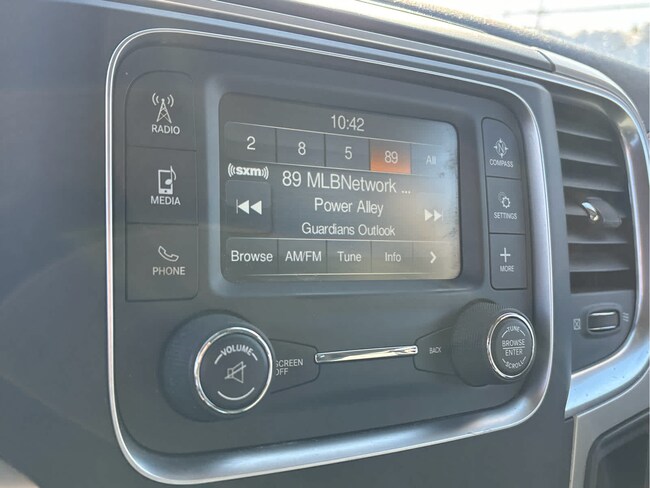 10:42
2 8 5 89 All
((sxm))
89 MLBNetwork ...
Power Alley
Guardians Outlook
Browse AM/FM Tune Info
RADIO
MEDIA
PHONE
COMPASS
SETTINGS
MORE
VOLUME
SCREEN
OFF
BACK
TUNE
BROWSE
ENTER
SCROLL